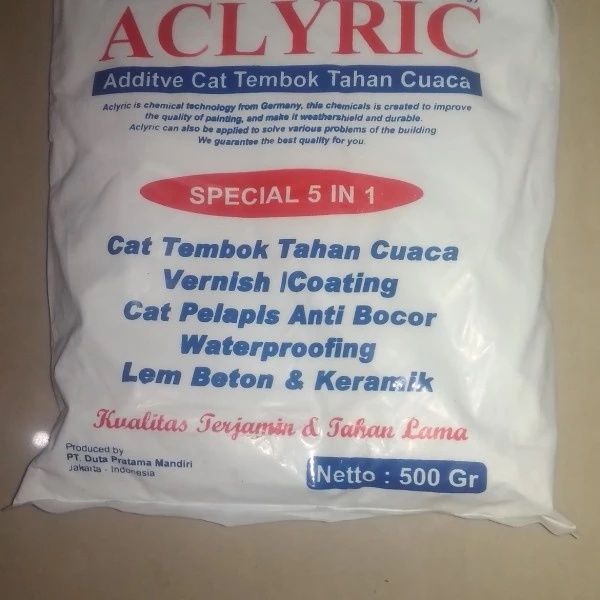 ACLYRIC
Additve Cat Tembok Tahan Cuaca
Aclyric is chemical technology from Germany, this chemicals is created to improve
the quality of painting, and make it weathershield and durable.
Aclyric can also be applied to solve various problems of the building
We guarantee the best quality for you.
SPECIAL 5 IN 1
Cat Tembok Tahan Cuaca
Vernish |Coating
Cat Pelapis Anti Bocor
Waterproofing
Lem Beton & Keramik
Kualitas Terjamin & Tahan Lama
Produced by
PT. Duta Pratama Mandiri
Jakarta - Indonesia
Netto : 500 Gr